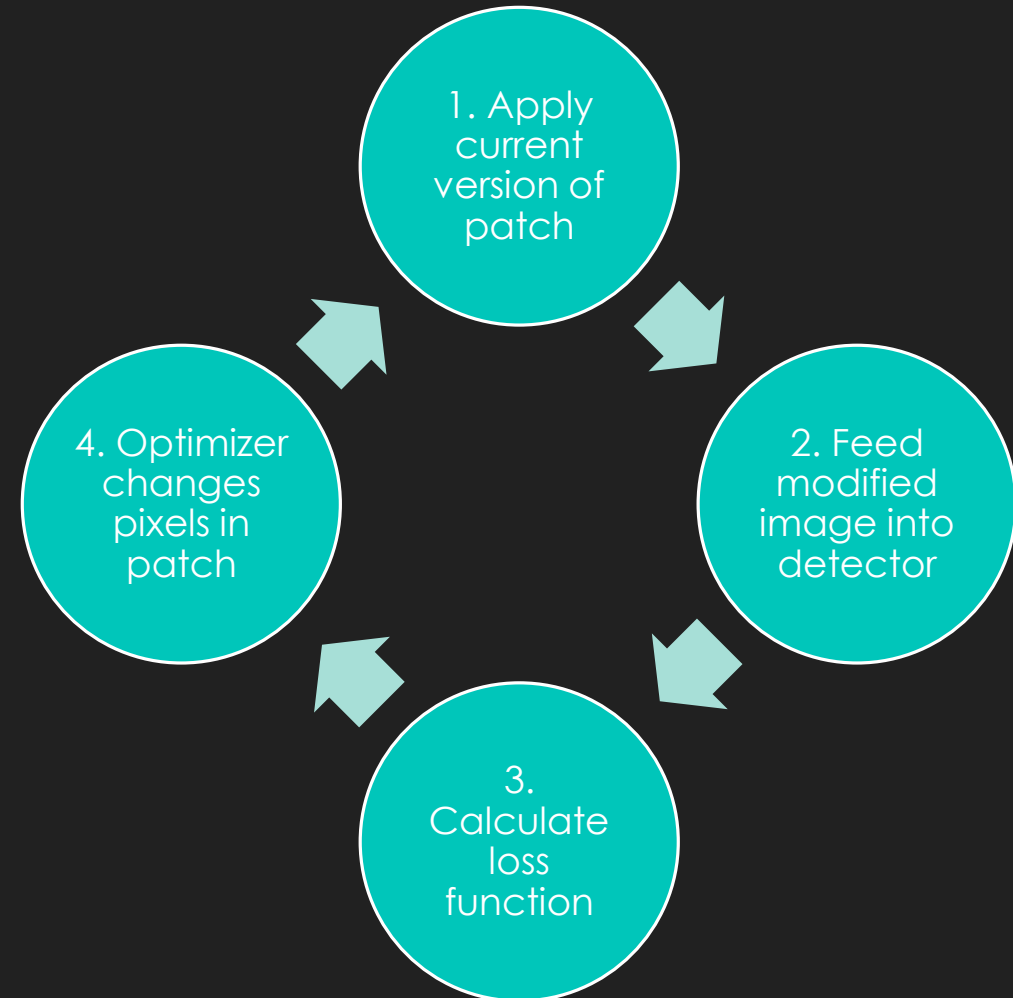 1. Apply
current
version of
patch
2. Feed
modified
image into
detector
3.
Calculate
loss
function
4. Optimizer
changes
pixels in
patch